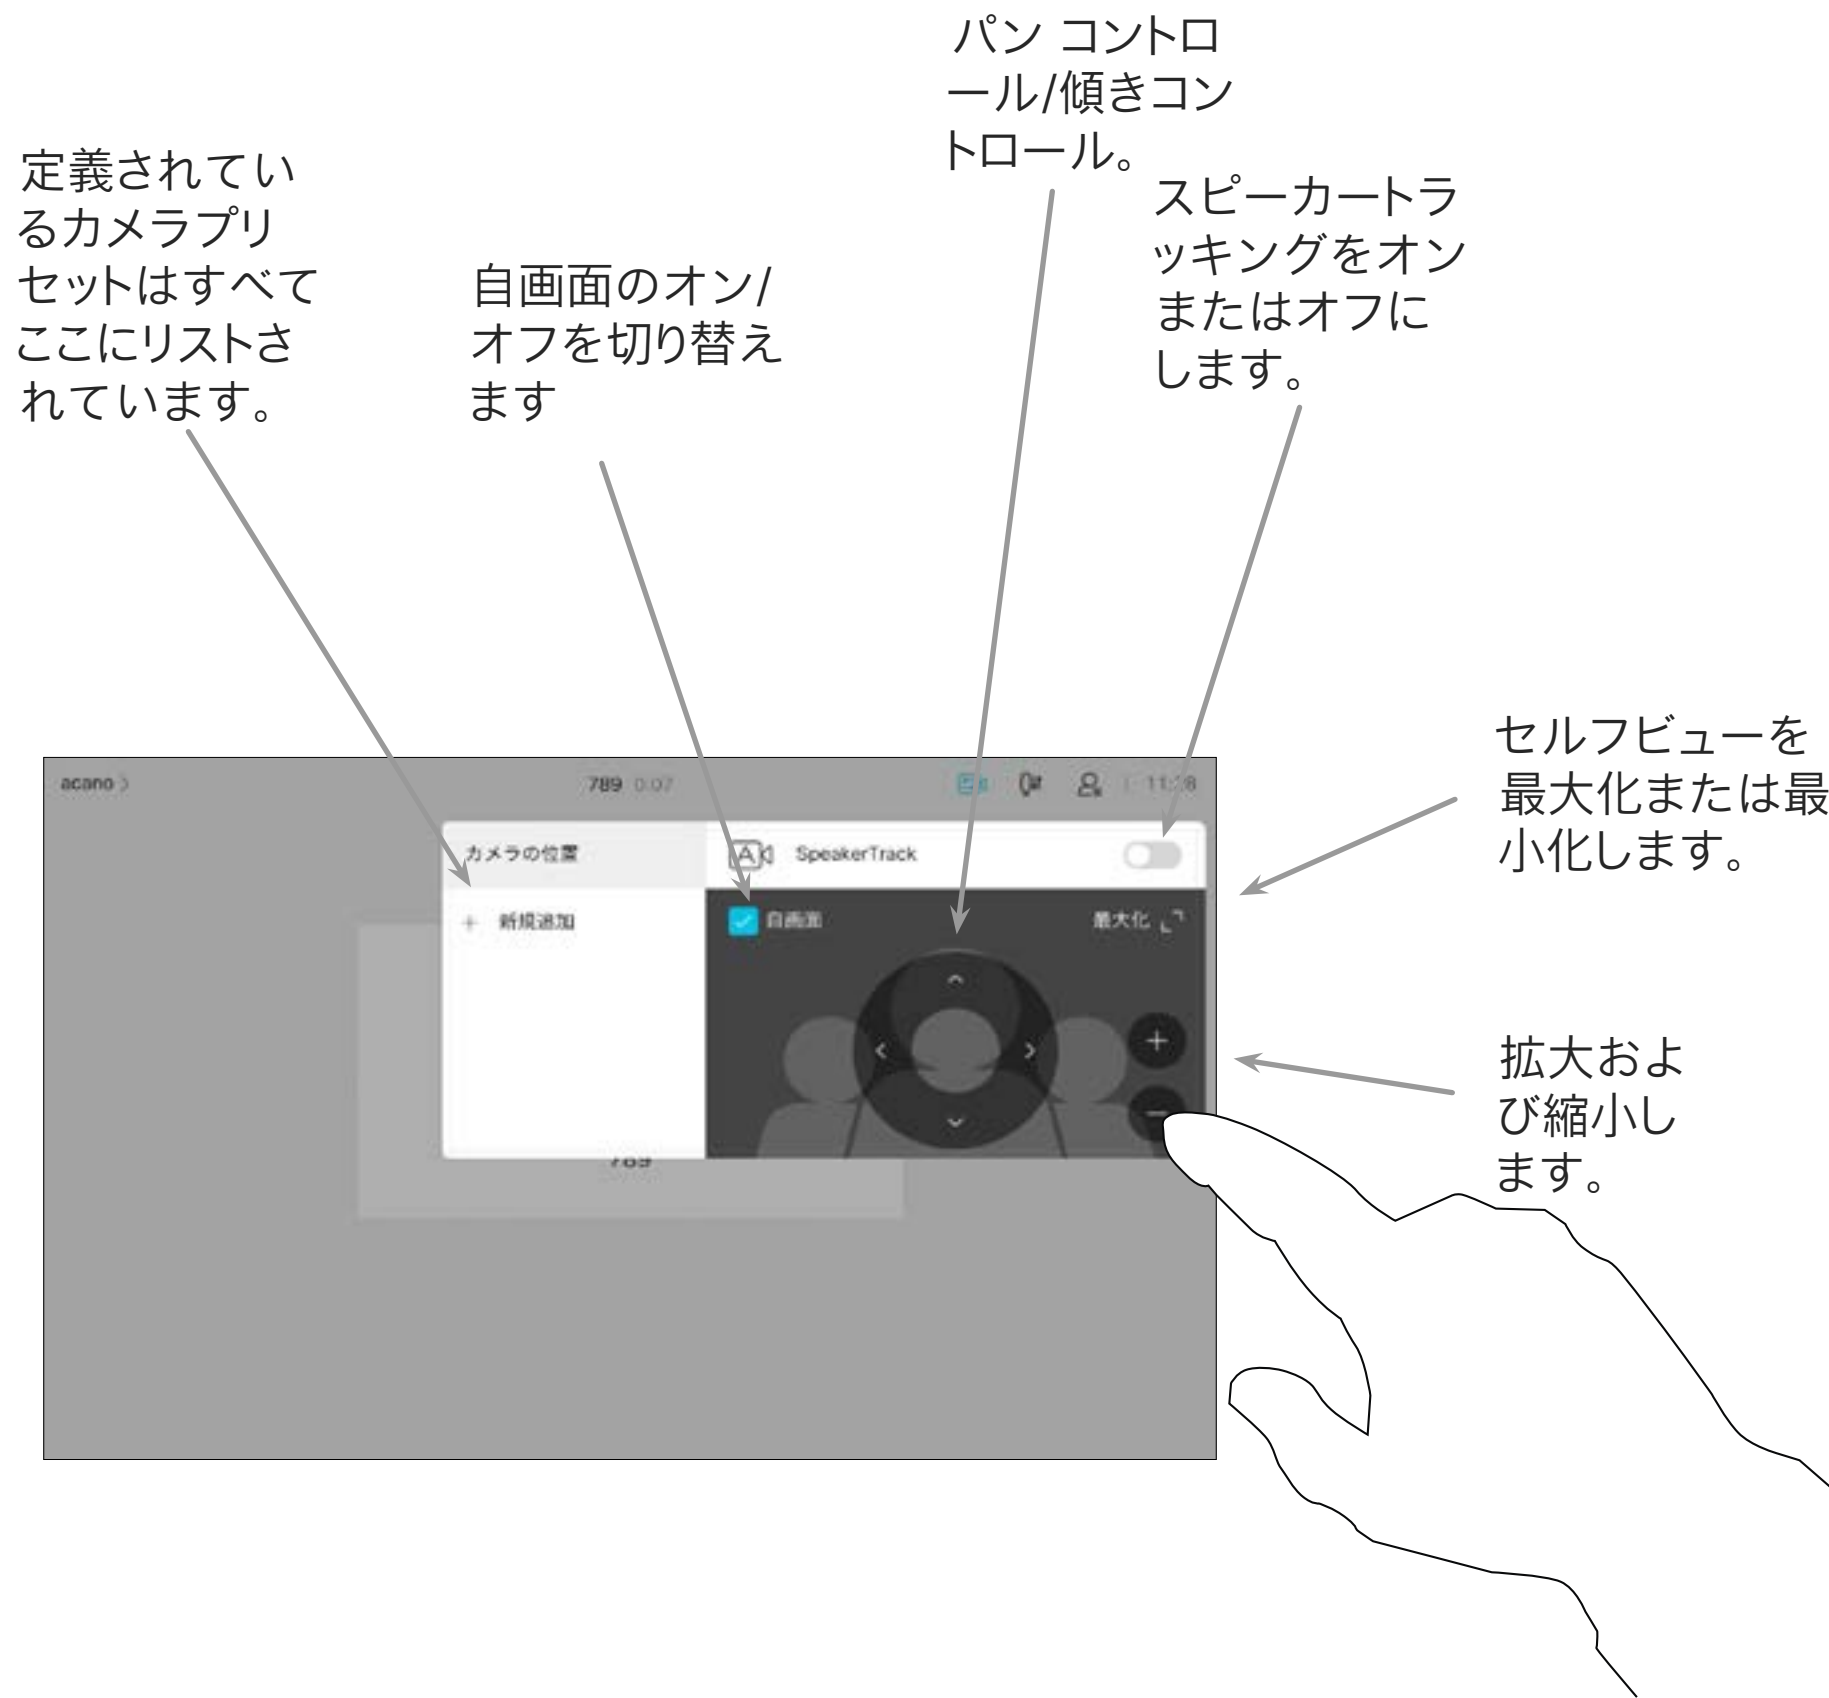 パン コントロ
ール/傾きコン
トロール。
定義されてい
るカメラプリ
セットはすべて
ここにリストさ
れています。
スピーカートラ
ッキングをオン
またはオフに
します。
自画面のオン/
オフを切り替え
ます
セルフビューを
最大化または最
小化します。
acano
789 0:07
カメラの位置
SpeakerTrack
新規追加
自画面
最大化
789
拡大およ
び縮小し
ます。